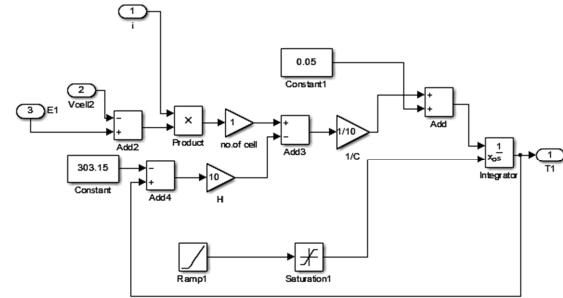 1
i
0.05
Constant1
2
Vcell2
3
E1
−
+
Add2
×
Product
1
no.of cell
+
−
Add3
1/10
1/C
+
+
Add
1
s
xo
Integrator
1
T1
303.15
Constant
−
+
Add4
10
H
Ramp1
Saturation1